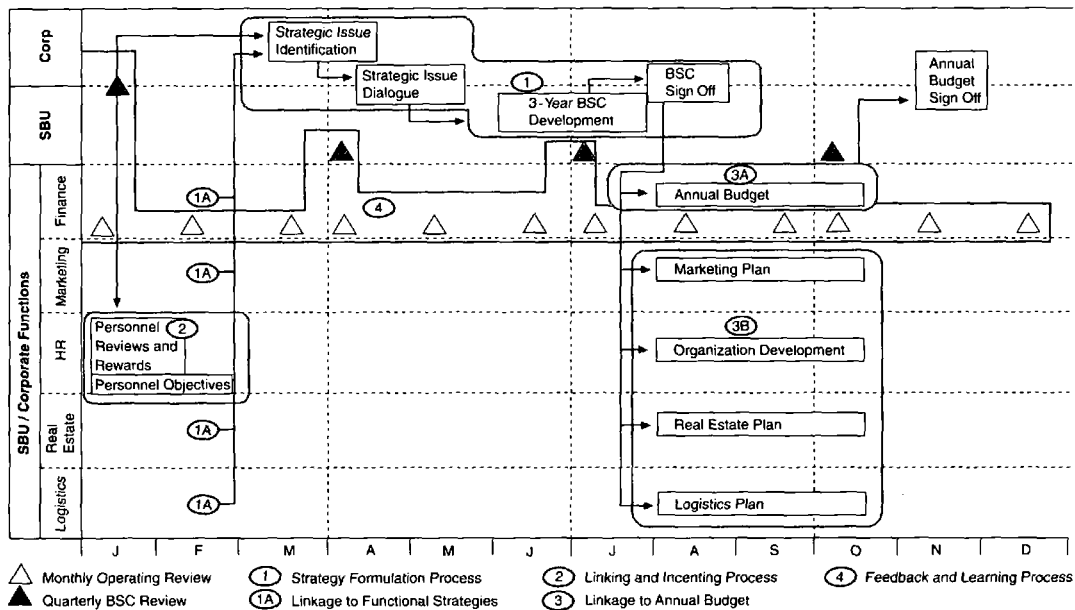 Corp
SBU
SBU / Corporate Functions
Finance
Marketing
HR
Real
Estate
Logistics
Strategic Issue
Identification
Strategic Issue
Dialogue
1
3-Year BSC
Development
BSC
Sign Off
Annual
Budget
Sign Off
1A
4
3A
Annual Budget
1A
Marketing Plan
Personnel
Reviews and
Rewards
2
Personnel Objectives
3B
Organization Development
1A
Real Estate Plan
1A
Logistics Plan
J F M A M J J A S O N D
Monthly Operating Review
1 Strategy Formulation Process
2 Linking and Incenting Process
4 Feedback and Learning Process
Quarterly BSC Review
1A Linkage to Functional Strategies
3 Linkage to Annual Budget